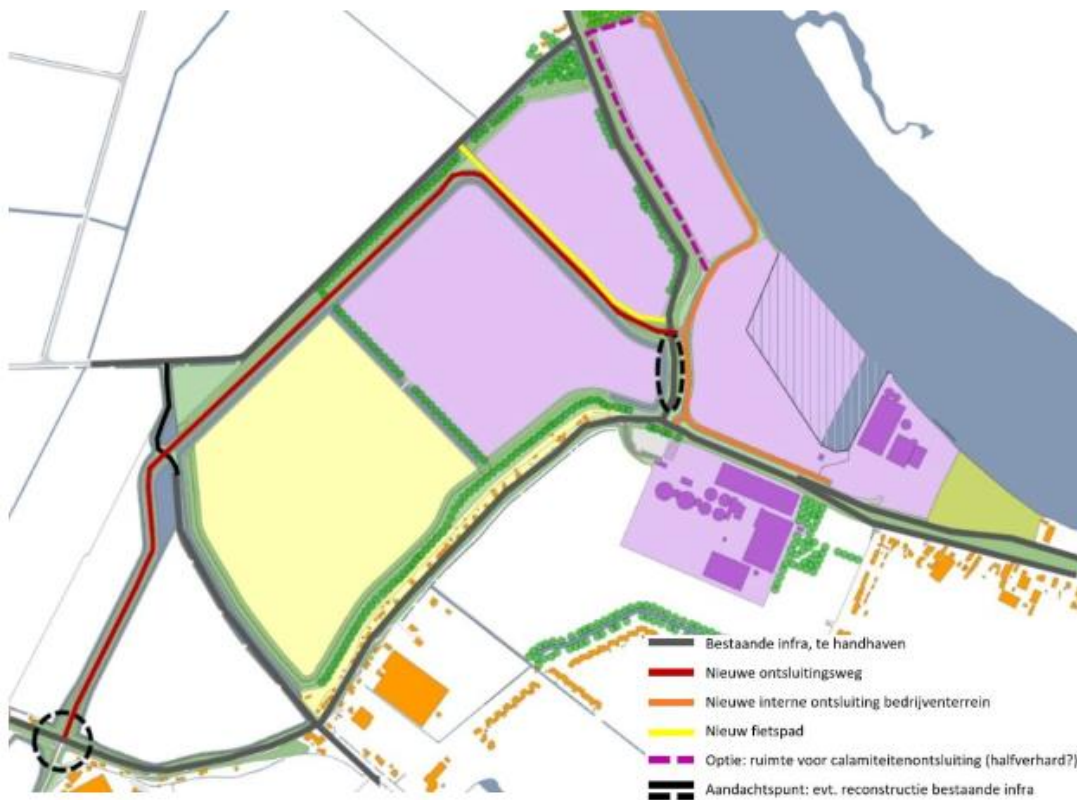 Bestaande infra, te handhaven
Nieuwe ontsluitingsweg
Nieuwe interne ontsluiting bedrijventerrein
Nieuw fietspad
Optie: ruimte voor calamiteitenontsluiting (halfverhard?)
Aandachtspunt: evt. reconstructie bestaande infra